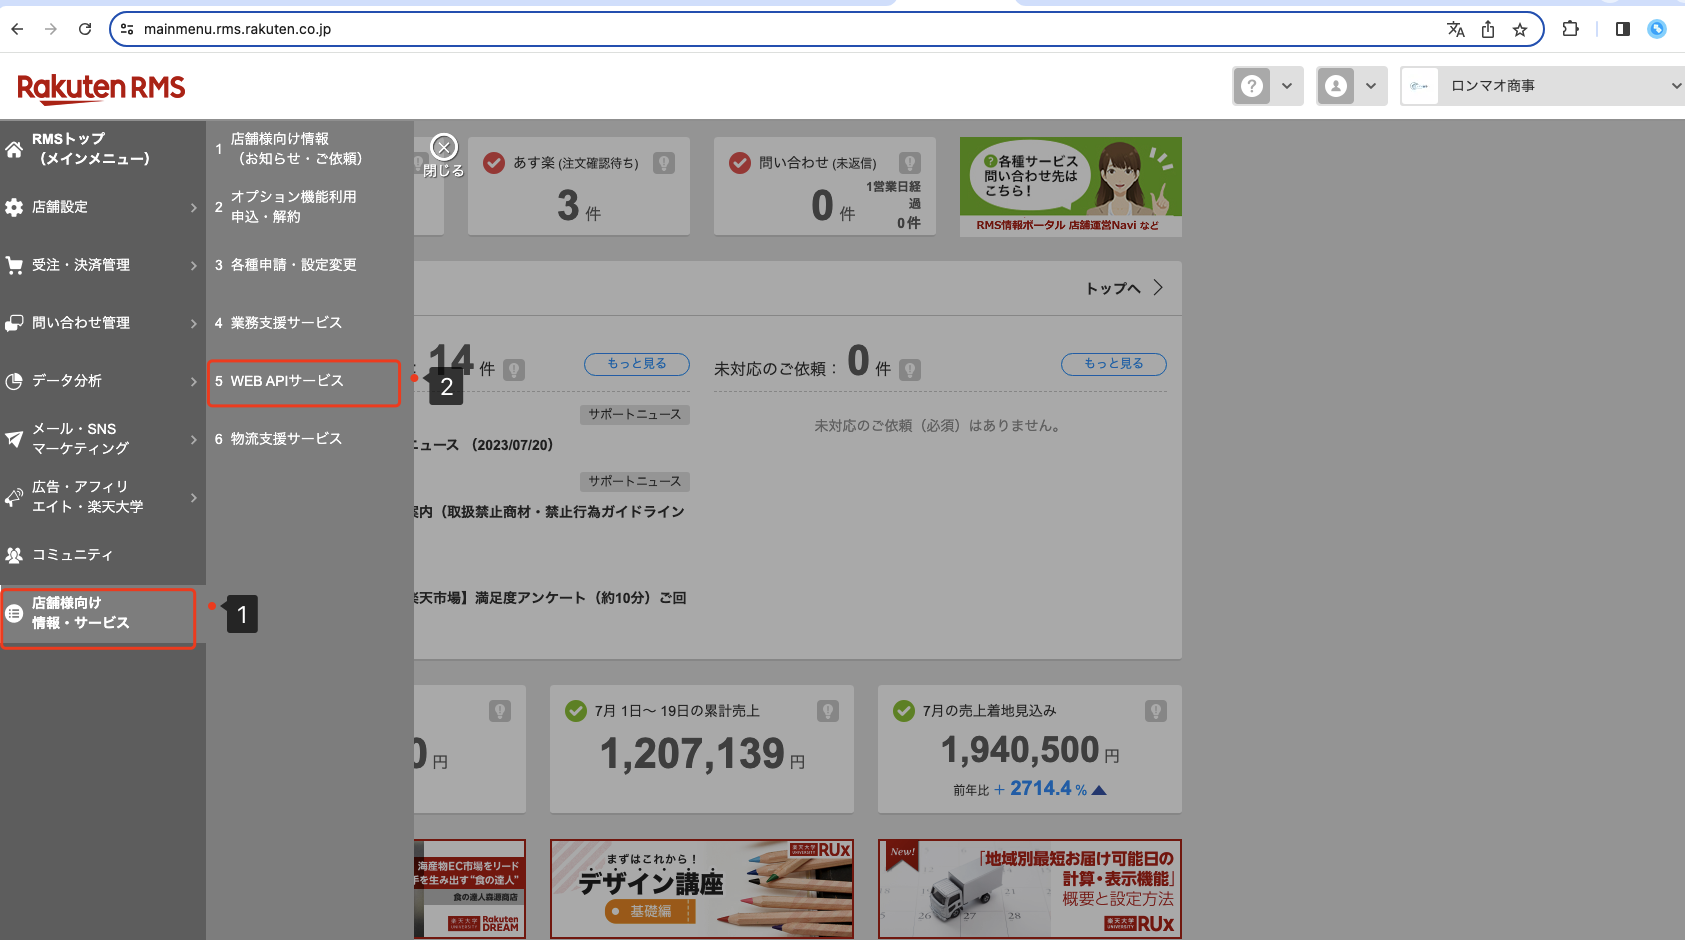 mainmenu.rms.rakuten.co.jp
Rakuten RMS
ロンマオ商事
RMSトップ
（メインメニュー）
店舗設定
受注・決済管理
問い合わせ管理
データ分析
メール・SNS
マーケティング
広告・アフィリ
エイト・楽天大学
コミュニティ
店舗様向け
情報・サービス
1
1 店舗様向け情報
（お知らせ・ご依頼）
2 オプション機能利用
申込・解約
3 各種申請・設定変更
4 業務支援サービス
5 WEB APIサービス
2
6 物流支援サービス
閉じる
あす楽 (注文確認待ち)
3 件
問い合わせ (未返信)
0 件
1営業日経
過
0 件
?各種サービス
問い合わせ先は
こちら！
RMS情報ポータル 店舗運営Navi など
トップへ
14 件
もっと見る
未対応のご依頼： 0 件
もっと見る
サポートニュース
ニュース （2023/07/20）
サポートニュース
案内（取扱禁止商材・禁止行為ガイドライン
楽天市場】満足度アンケート（約10分）ご回
未対応のご依頼（必須）はありません。
0 円
7月 1日〜 19日の累計売上
1,207,139 円
7月の売上着地見込み
1,940,500 円
前年比 + 2714.4 %
海産物EC市場をリード
手を生み出す“食の達人”
食の達人森源商店
楽天大学
UNIVERSITY
Rakuten
DREAM
まずはこれから！
デザイン講座
基礎編
楽天大学
UNIVERSITY
RUx
New!
「地域別最短お届け可能日の
計算・表示機能」
概要と設定方法
21
26
27
28
楽天大学
UNIVERSITY
RUx